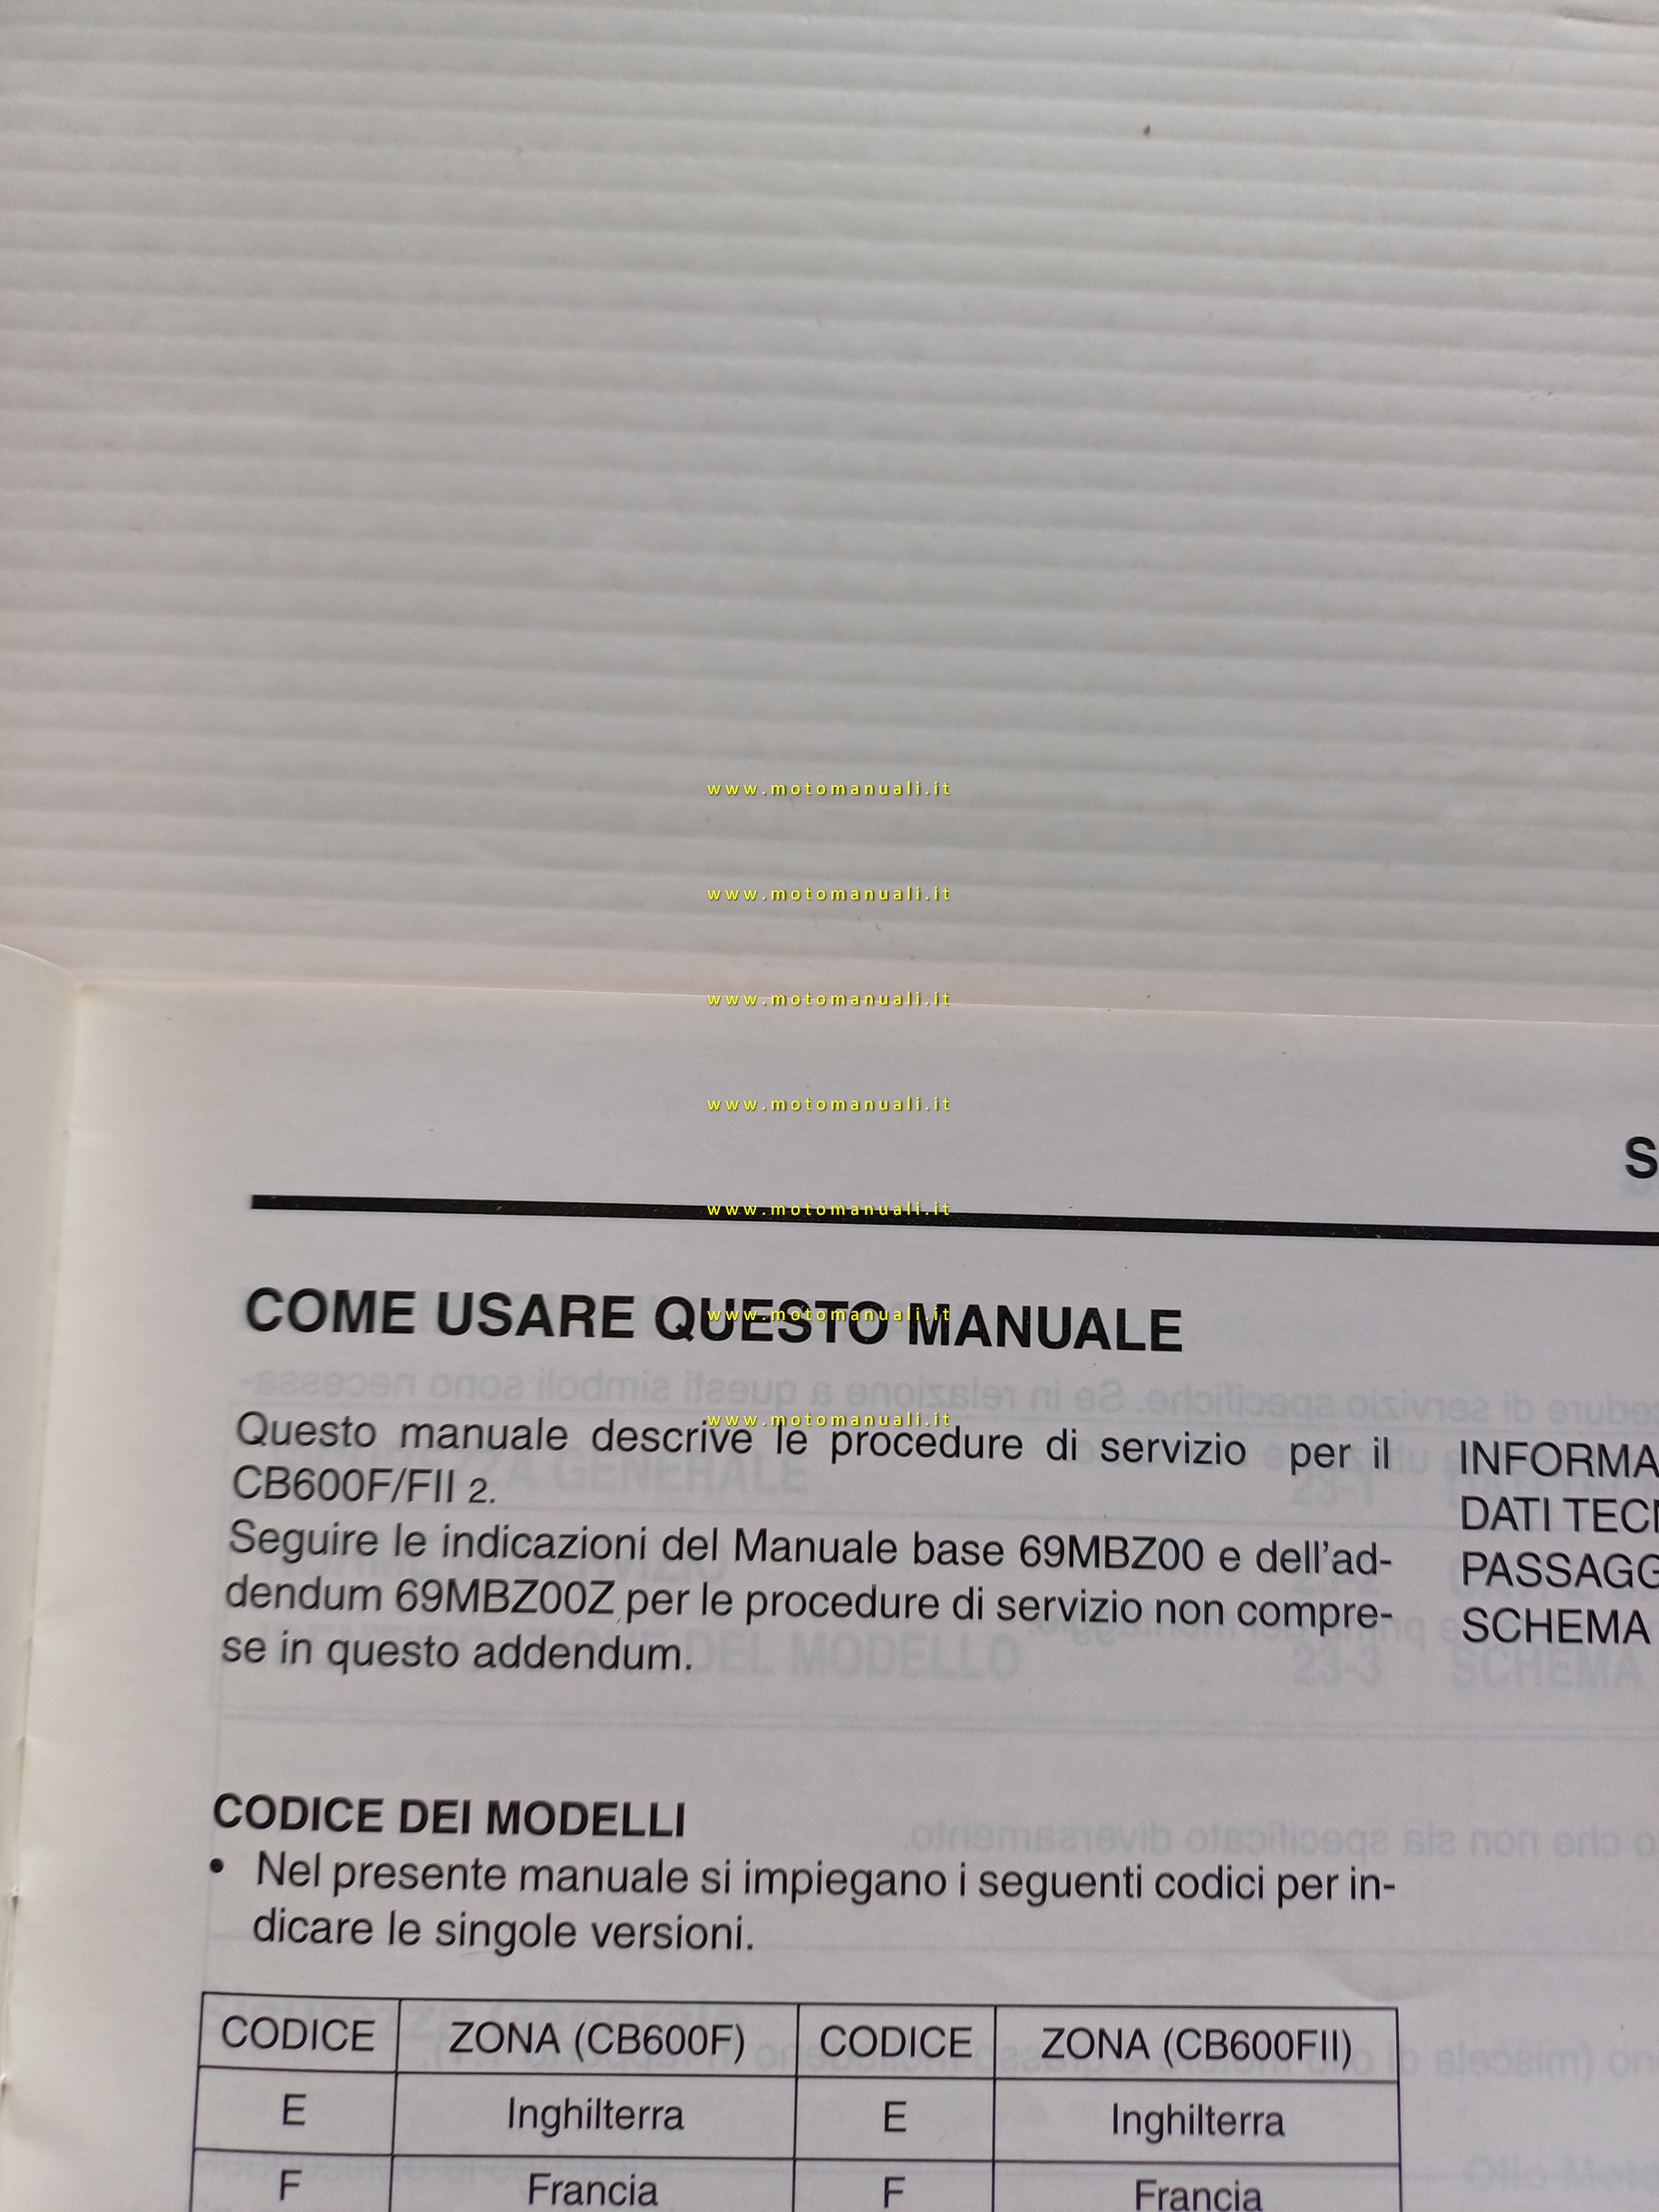 www.motomanuali.it
www.motomanuali.it
www.motomanuali.it
www.motomanuali.it
S
www.motomanuali.it
COME USARE QUESTO MANUALE
www.motomanuali.it
www.motomanuali.it
Questo manuale descrive le procedure di servizio per il
CB600F/FII 2.
Seguire le indicazioni del Manuale base 69MBZ00 e dell'ad-
dendum 69MBZ00Z per le procedure di servizio non compre-
se in questo addendum.
INFORMA
DATI TECN
PASSAGG
SCHEMA
CODICE DEI MODELLI
• Nel presente manuale si impiegano i seguenti codici per in-
dicare le singole versioni.
CODICE ZONA (CB600F) CODICE ZONA (CB600FII)
E Inghilterra E Inghilterra
F Francia F Francia